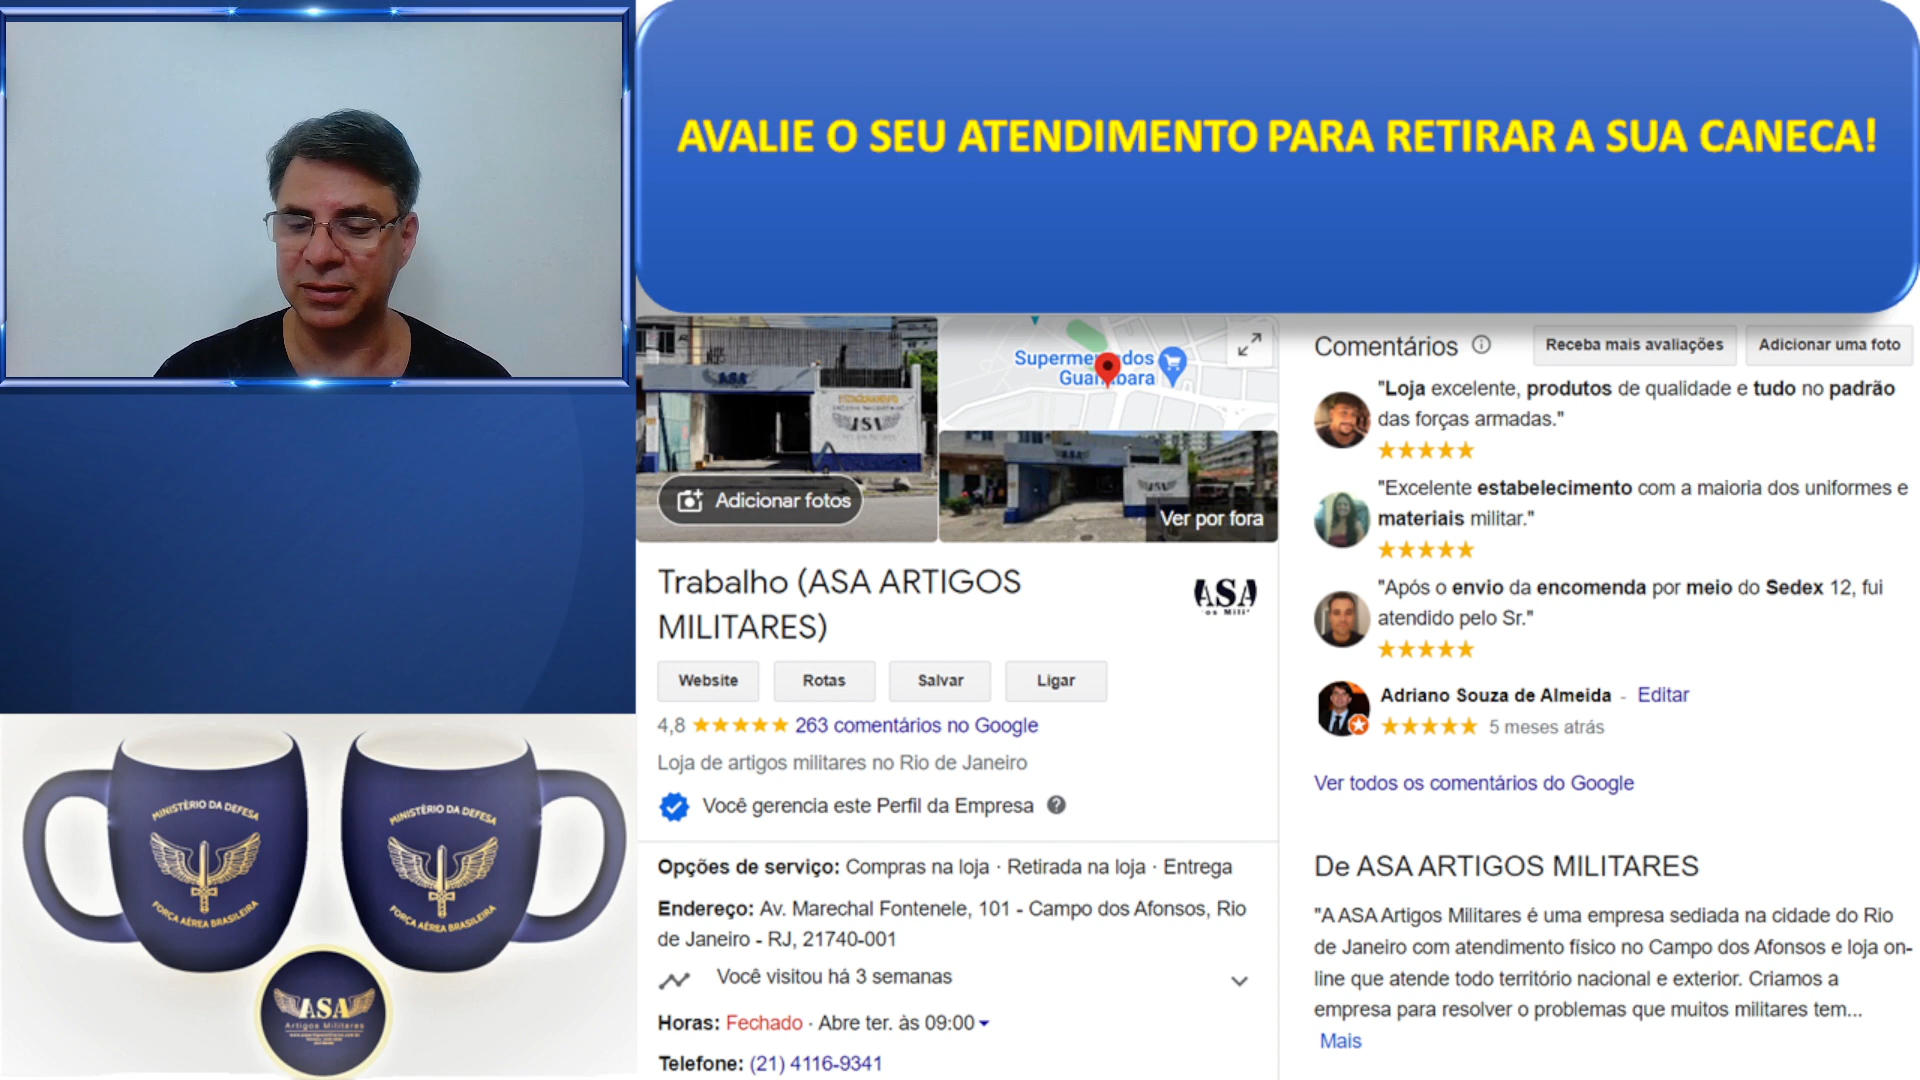 AVALIE O SEU ATENDIMENTO PARA RETIRAR A SUA CANECA!
ASA
ASA
Supermercados
Guanabara
Adicionar fotos
Ver por fora
Trabalho (ASA ARTIGOS
MILITARES)
ASA
Website
Rotas
Salvar
Ligar
4,8 ★★★★★ 263 comentários no Google
Loja de artigos militares no Rio de Janeiro
Você gerencia este Perfil da Empresa
Opções de serviço: Compras na loja · Retirada na loja · Entrega
Endereço: Av. Marechal Fontenele, 101 - Campo dos Afonsos, Rio
de Janeiro - RJ, 21740-001
Você visitou há 3 semanas
Horas: Fechado · Abre ter. às 09:00
Telefone: (21) 4116-9341
Comentários
Receba mais avaliações
Adicionar uma foto
"Loja excelente, produtos de qualidade e tudo no padrão
das forças armadas."
"Excelente estabelecimento com a maioria dos uniformes e
materiais militar."
"Após o envio da encomenda por meio do Sedex 12, fui
atendido pelo Sr."
Adriano Souza de Almeida - Editar
5 meses atrás
Ver todos os comentários do Google
De ASA ARTIGOS MILITARES
"A ASA Artigos Militares é uma empresa sediada na cidade do Rio
de Janeiro com atendimento físico no Campo dos Afonsos e loja on-
line que atende todo território nacional e exterior. Criamos a
empresa para resolver o problemas que muitos militares tem...
Mais
MINISTÉRIO DA DEFESA
FORÇA AÉREA BRASILEIRA
MINISTÉRIO DA DEFESA
FORÇA AÉREA BRASILEIRA
ASA
Artigos Militares